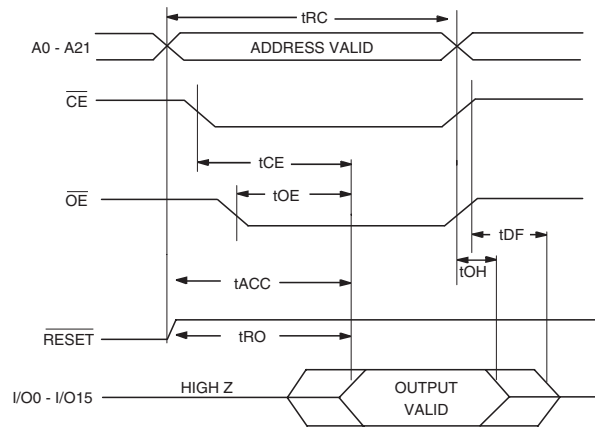 tRC
A0 - A21
ADDRESS VALID
CE
tCE
tOE
OE
tDF
tOH
tACC
RESET
tRO
I/O0 - I/O15
HIGH Z
OUTPUT
VALID